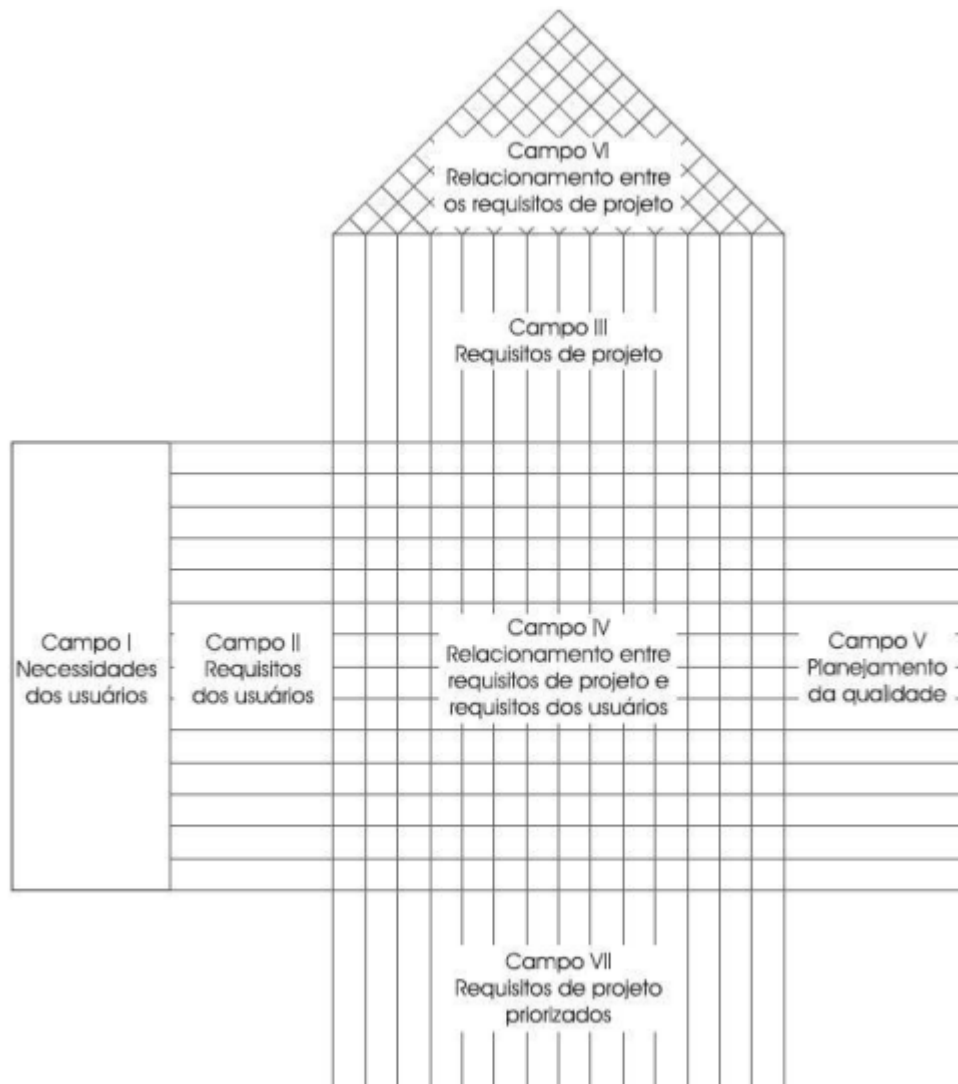 Campo VI
Relacionamento entre
os requisitos de projeto
Campo III
Requisitos de projeto
Campo I
Necessidades
dos usuários
Campo II
Requisitos
dos usuários
Campo IV
Relacionamento entre
requisitos de projeto e
requisitos dos usuários
Campo V
Planejamento
da qualidade
Campo VII
Requisitos de projeto
priorizados